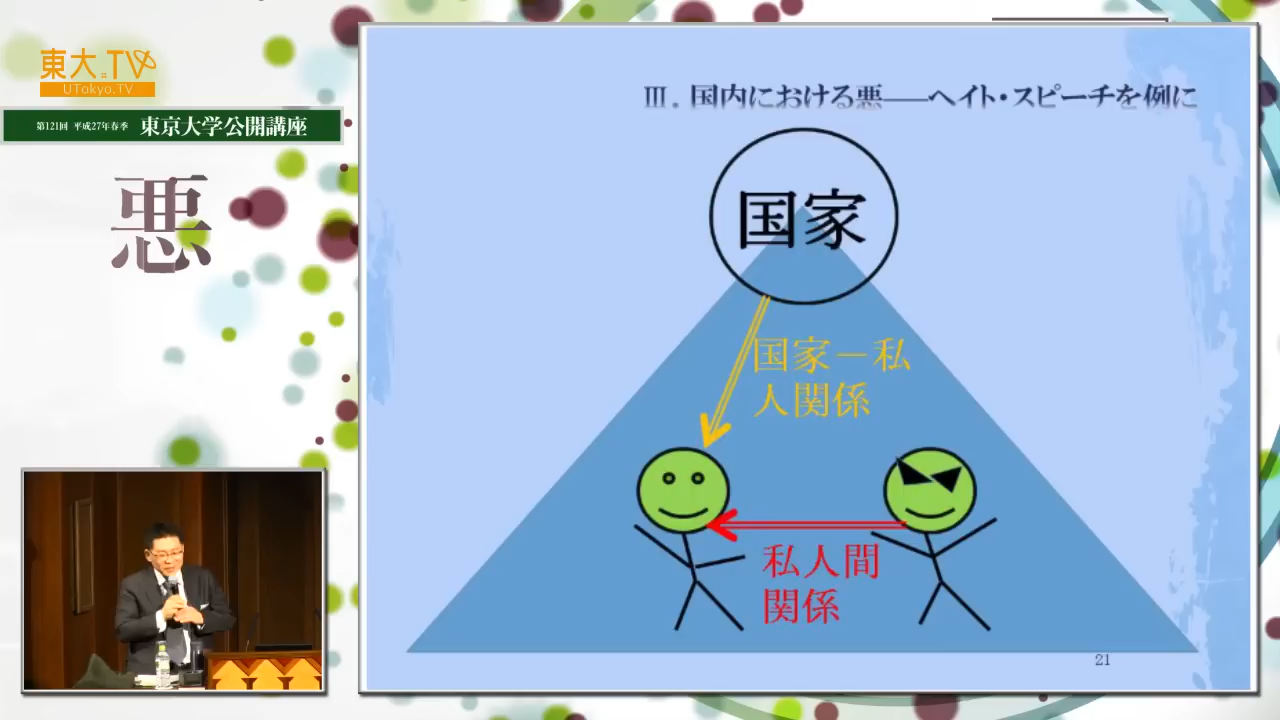 東大.TV
UTokyo.TV
第121回 平成27年春季 東京大学公開講座
悪
Ⅲ．国内における悪――ヘイト・スピーチを例に
国家
国家－私
人関係
私人間
関係
21